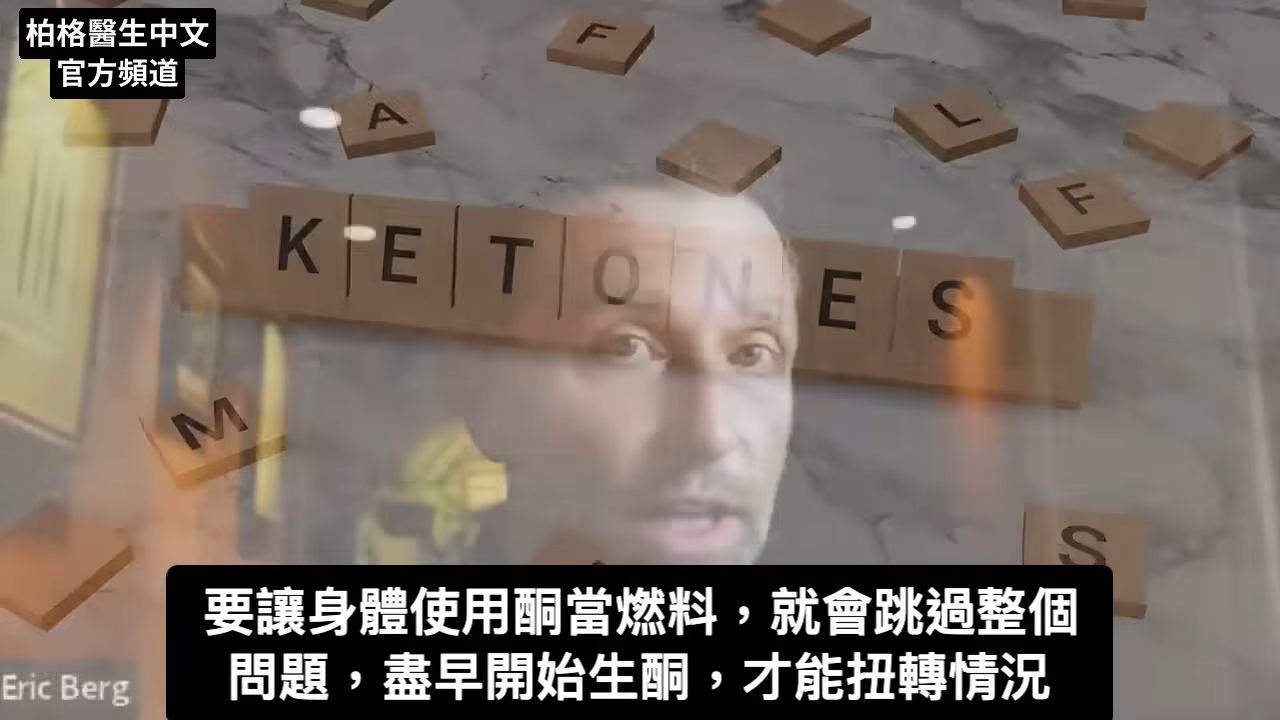 柏格醫生中文
官方頻道
F
A
L
F
KETONES
M
S
Eric Berg
要讓身體使用酮當燃料，就會跳過整個
問題，盡早開始生酮，才能扭轉情況